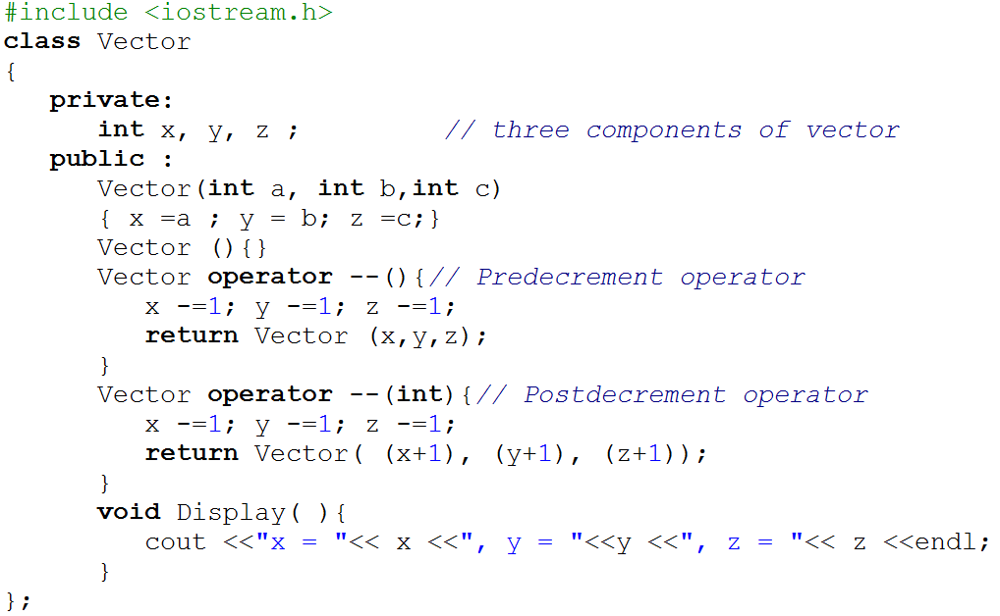 #include <iostream.h>
class Vector
{
   private:
      int x, y, z ;         // three components of vector
   public :
      Vector(int a, int b,int c)
      { x =a ; y = b; z =c;}
      Vector (){}
      Vector operator --(){// Predecrement operator
         x -=1; y -=1; z -=1;
         return Vector (x,y,z);
      }
      Vector operator --(int){// Postdecrement operator
         x -=1; y -=1; z -=1;
         return Vector( (x+1), (y+1), (z+1));
      }
      void Display( ){
         cout <<"x = "<< x <<", y = "<<y <<", z = "<< z <<endl;
      }
};